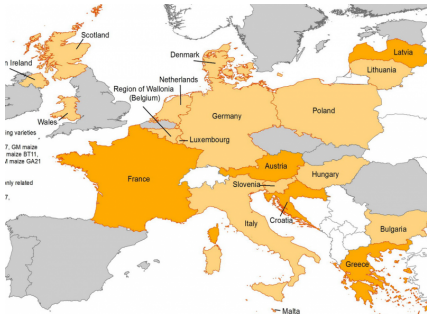 Scotland
n Ireland
Denmark
Latvia
Lithuania
Netherlands
Region of Wallonia
(Belgium)
Germany
Poland
Wales
ing varieties
7, GM maize
maize BT11,
maize GA21
nly related
7,
Luxembourg
France
Austria
Hungary
Slovenia
Croatia
Italy
Bulgaria
Greece
Malta